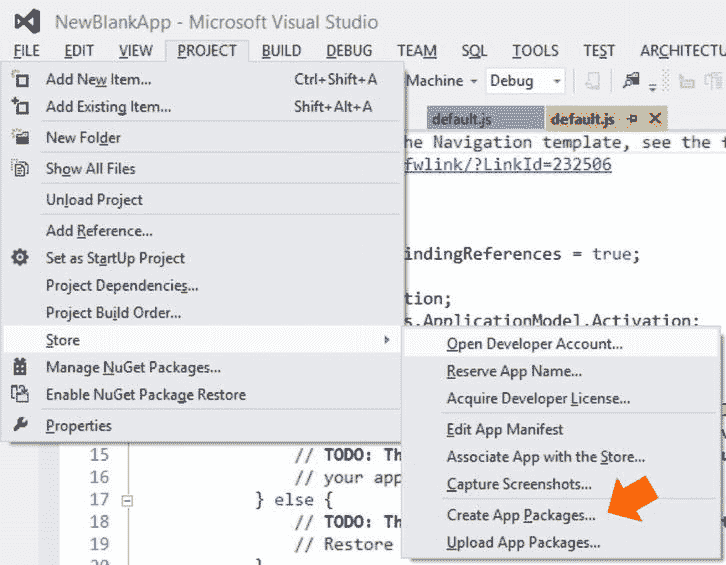 NewBlankApp - Microsoft Visual Studio
FILE EDIT VIEW PROJECT BUILD DEBUG TEAM SQL TOOLS TEST ARCHITECTU
Add New Item... Ctrl+Shift+A
Machine Debug
Add Existing Item... Shift+Alt+A
default.js default.js
New Folder
he Navigation template, see the f
Show All Files
fwlink/?LinkId=232506
Unload Project
Add Reference...
Set as StartUp Project
indingReferences = true;
Project Dependencies...
tion;
Project Build Order...
s.ApplicationModel.Activation;
Store
Open Developer Account...
Manage NuGet Packages...
Reserve App Name...
Enable NuGet Package Restore
Acquire Developer License...
Properties
Edit App Manifest
15 // TODO: Th
Associate App with the Store...
16 // your app
Capture Screenshots...
17 } else {
18 // TODO: Th
Create App Packages...
19 // Restore
Upload App Packages...
20 }